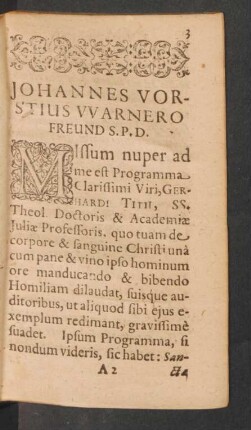 3
JOHANNES VOR-
STIUS VVARNERO
FREUND S. P. D.
MIssum nuper ad
me est Programma
Clarissimi Viri, GER-
HARDI TITII, SS.
Theol Doctoris & Academiæ
Juliæ Professoris. quo tuam de
corpore & sanguine Christi unà
cum pane & vino ipso hominum
ore manducando & bibendo
Homiliam dilaudat, suisque au-
ditoribus, ut aliquod sibi ejus e-
xemplum redimant, gravissimè
suadet. Ipsum Programma, si
nondum videris, sic habet: San-
A 2 cta